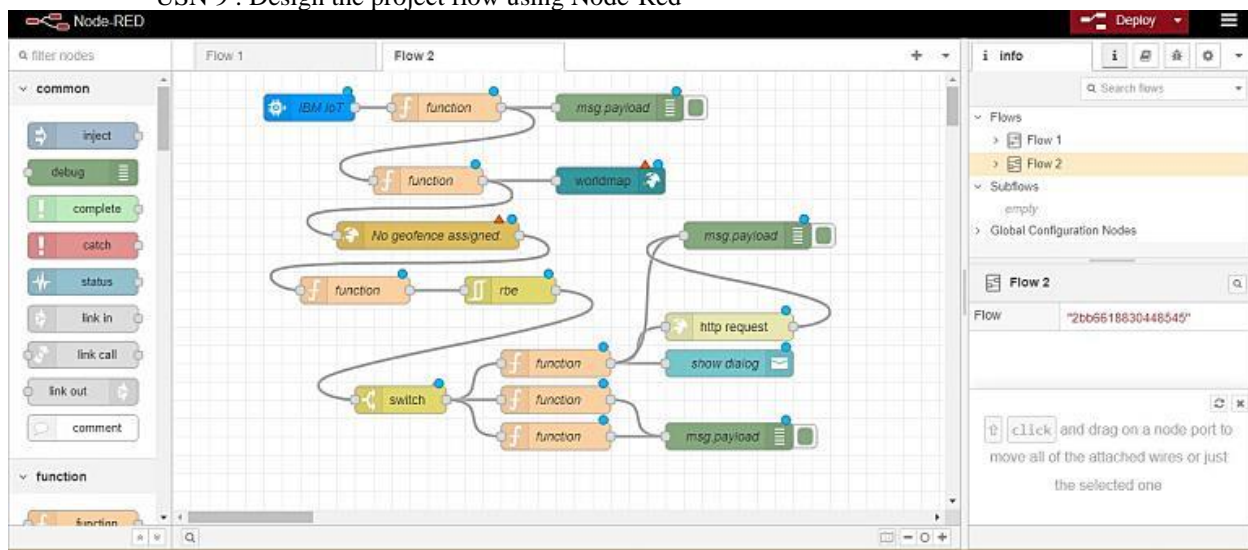 USN 9 : Design the project flow using Node-Red
Node-RED
Deploy
filter nodes
Flow 1
Flow 2
i info
i
common
Search flows
inject
debug
complete
catch
status
link in
link call
link out
comment
function
function
IBM IoT
function
msg.payload
function
worldmap
No geofence assigned.
msg.payload
function
rbe
http request
function
show dialog
switch
function
function
msg.payload
Flows
Flow 1
Flow 2
Subflows
empty
Global Configuration Nodes
Flow 2
Flow "2bb6618830448545"
click and drag on a node port to
move all of the attached wires or just
the selected one